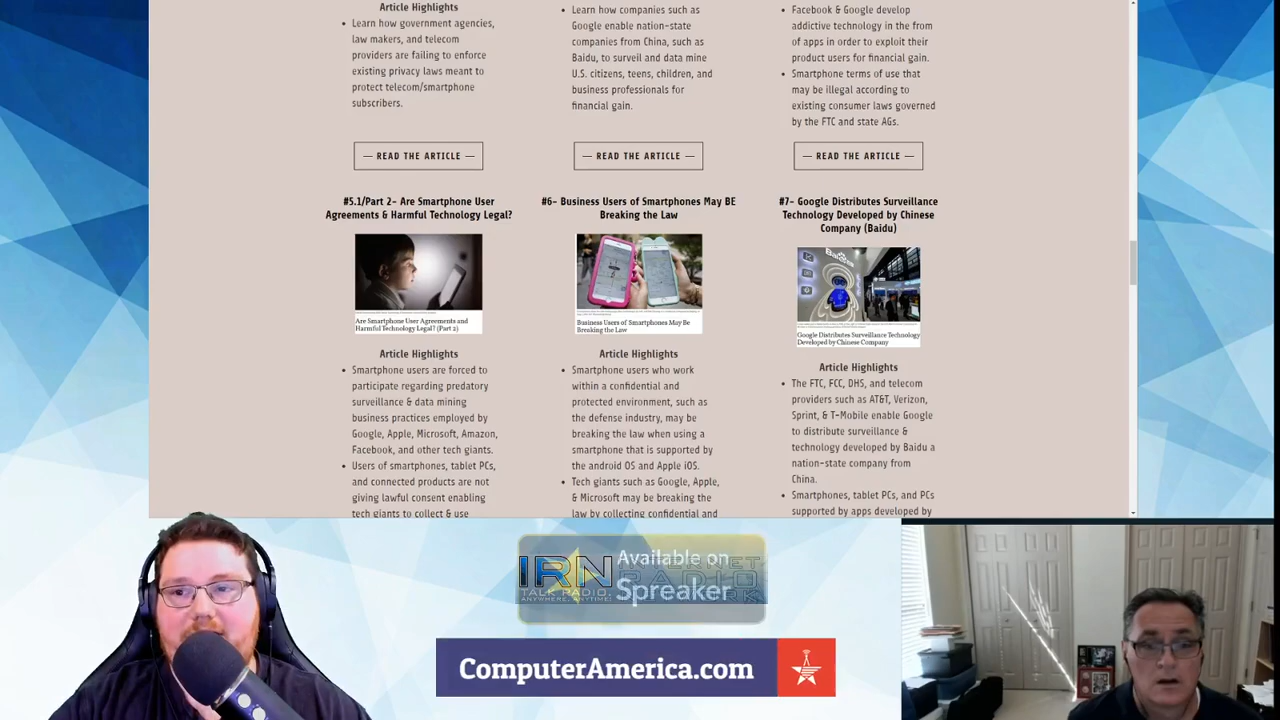 Article Highlights
Learn how government agencies,
law makers, and telecom
providers are failing to enforce
existing privacy laws meant to
protect telecom/smartphone
subscribers.
— READ THE ARTICLE —
Learn how companies such as
Google enable nation-state
companies from China, such as
Baidu, to surveil and data mine
U.S. citizens, teens, children, and
business professionals for
financial gain.
— READ THE ARTICLE —
Facebook & Google develop
addictive technology in the from
of apps in order to exploit their
product users for financial gain.
Smartphone terms of use that
may be illegal according to
existing consumer laws governed
by the FTC and state AGs.
— READ THE ARTICLE —
#5.1/Part 2- Are Smartphone User
Agreements & Harmful Technology Legal?
Are Smartphone User Agreements and
Harmful Technology Legal? (Part 2)
Article Highlights
Smartphone users are forced to
participate regarding predatory
surveillance & data mining
business practices employed by
Google, Apple, Microsoft, Amazon,
Facebook, and other tech giants.
Users of smartphones, tablet PCs,
and connected products are not
giving lawful consent enabling
tech giants to collect & use
#6- Business Users of Smartphones May BE
Breaking the Law
Business Users of Smartphones May Be
Breaking the Law
Article Highlights
Smartphone users who work
within a confidential and
protected environment, such as
the defense industry, may be
breaking the law when using a
smartphone that is supported by
the android OS and Apple iOS.
Tech giants such as Google, Apple,
& Microsoft may be breaking the
law by collecting confidential and
#7- Google Distributes Surveillance
Technology Developed by Chinese
Company (Baidu)
Baidu
Google Distributes Surveillance Technology
Developed by Chinese Company
Article Highlights
The FTC, FCC, DHS, and telecom
providers such as AT&T, Verizon,
Sprint, & T-Mobile enable Google
to distribute surveillance &
technology developed by Baidu a
nation-state company from
China.
Smartphones, tablet PCs, and PCs
supported by apps developed by
IRN
TALK RADIO.
ANYWHERE, ANYTIME.
Available on
Spreaker
ComputerAmerica.com